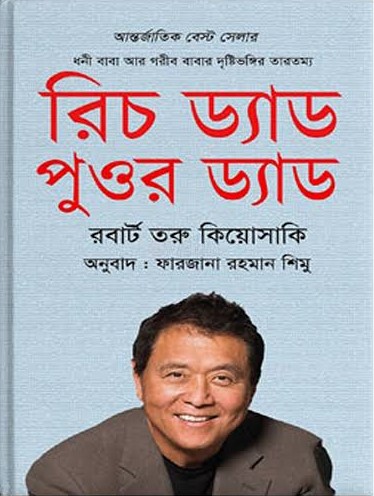 আন্তর্জাতিক বেস্ট সেলার
ধনী বাবা আর গরীব বাবার দৃষ্টিভঙ্গির তারতম্য
রিচ ড্যাড
পুওর ড্যাড
রবার্ট তরু কিয়োসাকি
অনুবাদ : ফারজানা রহমান শিমু